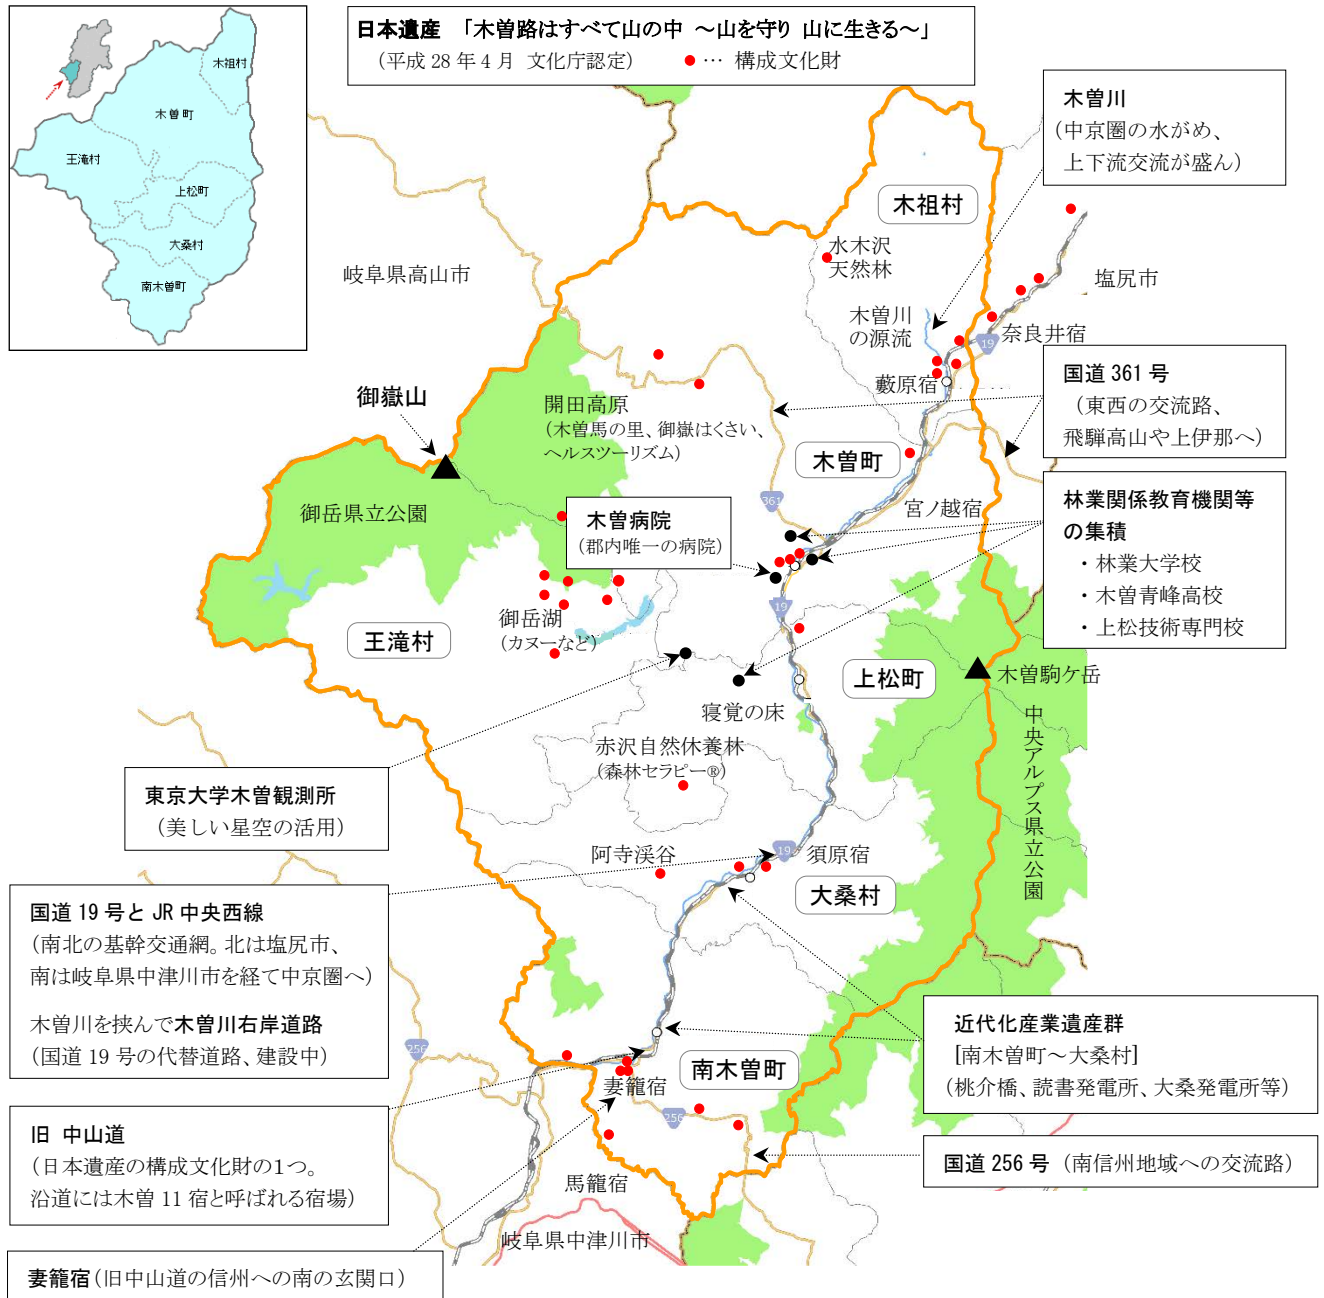 日本遺産 「木曽路はすべて山の中 ～山を守り 山に生きる～」
(平成 28 年 4 月 文化庁認定) ●… 構成文化財
木祖村
木曽町
王滝村
上松町
大桑村
南木曽町
木曽川
(中京圏の水がめ、
上下流交流が盛ん)
木祖村
水木沢
天然林
岐阜県高山市
塩尻市
木曽川
の源流
奈良井宿
19
藪原宿
国道 361 号
(東西の交流路、
飛騨高山や上伊那へ)
御嶽山
開田高原
(木曽馬の里、御嶽はくさい、
ヘルスツーリズム)
木曽町
361
宮ノ越宿
御岳県立公園
木曽病院
(郡内唯一の病院)
林業関係教育機関等
の集積
・林業大学校
・木曽青峰高校
・上松技術専門校
19
御岳湖
(カヌーなど)
王滝村
上松町
木曽駒ケ岳
寝覚の床
赤沢自然休養林
(森林セラピー®)
中央アルプス県立公園
東京大学木曽観測所
(美しい星空の活用)
阿寺渓谷
19
須原宿
大桑村
国道 19 号と JR 中央西線
(南北の基幹交通網。北は塩尻市、
南は岐阜県中津川市を経て中京圏へ)
木曽川を挟んで木曽川右岸道路
(国道 19 号の代替道路、建設中)
近代化産業遺産群
[南木曽町～大桑村]
(桃介橋、読書発電所、大桑発電所等)
256
南木曽町
妻籠宿
256
旧 中山道
(日本遺産の構成文化財の1つ。
沿道には木曽 11 宿と呼ばれる宿場)
国道 256 号 (南信州地域への交流路)
馬籠宿
岐阜県中津川市
妻籠宿(旧中山道の信州への南の玄関口)